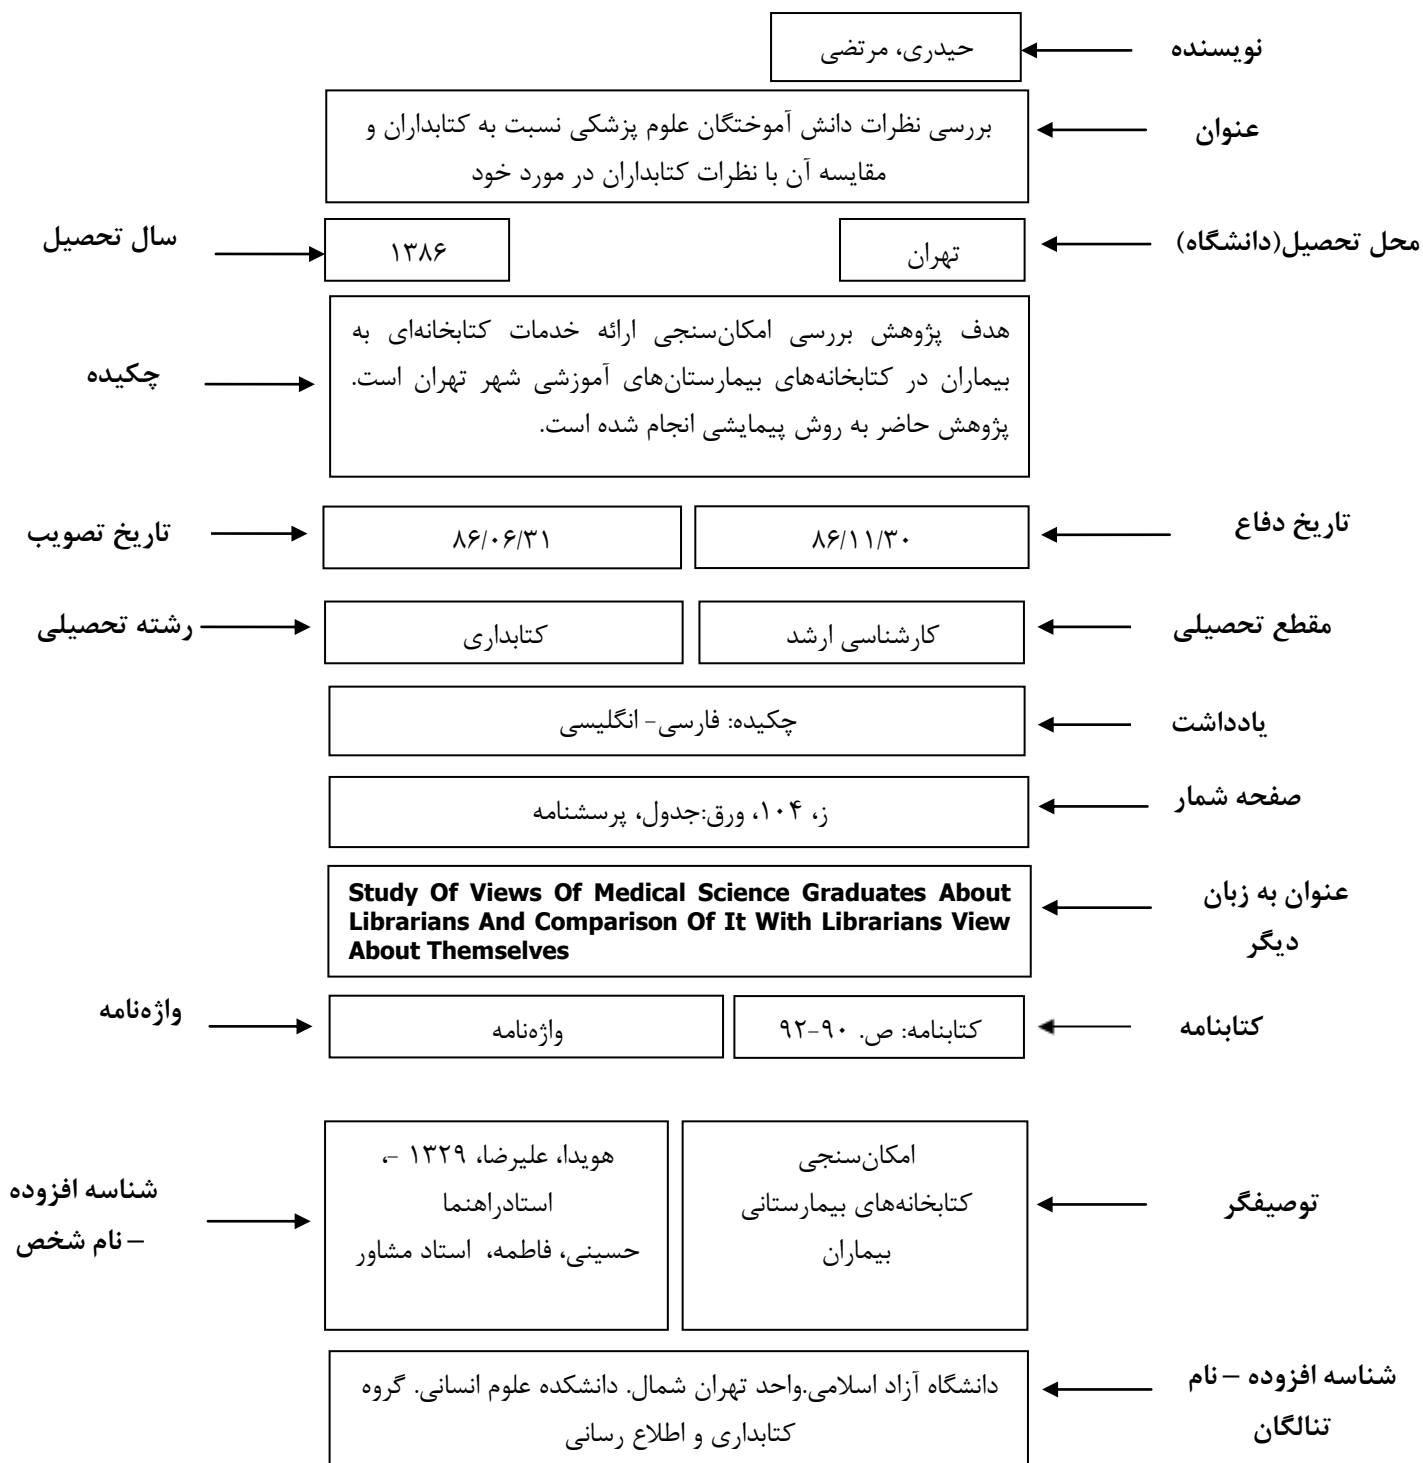 نویسنده
حیدری، مرتضی
عنوان
بررسی نظرات دانش آموختگان علوم پزشکی نسبت به کتابداران و
مقایسه آن با نظرات کتابداران در مورد خود
محل تحصیل(دانشگاه)
تهران
۱۳۸۶
سال تحصیل
هدف پژوهش بررسی امکان‌سنجی ارائه خدمات کتابخانه‌ای به
بیماران در کتابخانه‌های بیمارستان‌های آموزشی شهر تهران است.
پژوهش حاضر به روش پیمایشی انجام شده است.
چکیده
تاریخ دفاع
۸۶/۱۱/۳۰
۸۶/۰۶/۳۱
تاریخ تصویب
مقطع تحصیلی
کارشناسی ارشد
کتابداری
رشته تحصیلی
یادداشت
چکیده: فارسی- انگلیسی
صفحه شمار
ز، ۱۰۴، ورق:جدول، پرسشنامه
عنوان به زبان
دیگر
Study Of Views Of Medical Science Graduates About
Librarians And Comparison Of It With Librarians View
About Themselves
کتابنامه
کتابنامه: ص. ۹۰-۹۲
واژه‌نامه
واژه‌نامه
توصیفگر
امکان‌سنجی
کتابخانه‌های بیمارستانی
بیماران
هویدا، علیرضا، ۱۳۲۹ -،
استادراهنما
حسینی، فاطمه، استاد مشاور
شناسه افزوده
– نام شخص
شناسه افزوده – نام
تنالگان
دانشگاه آزاد اسلامی.واحد تهران شمال. دانشکده علوم انسانی. گروه
کتابداری و اطلاع رسانی